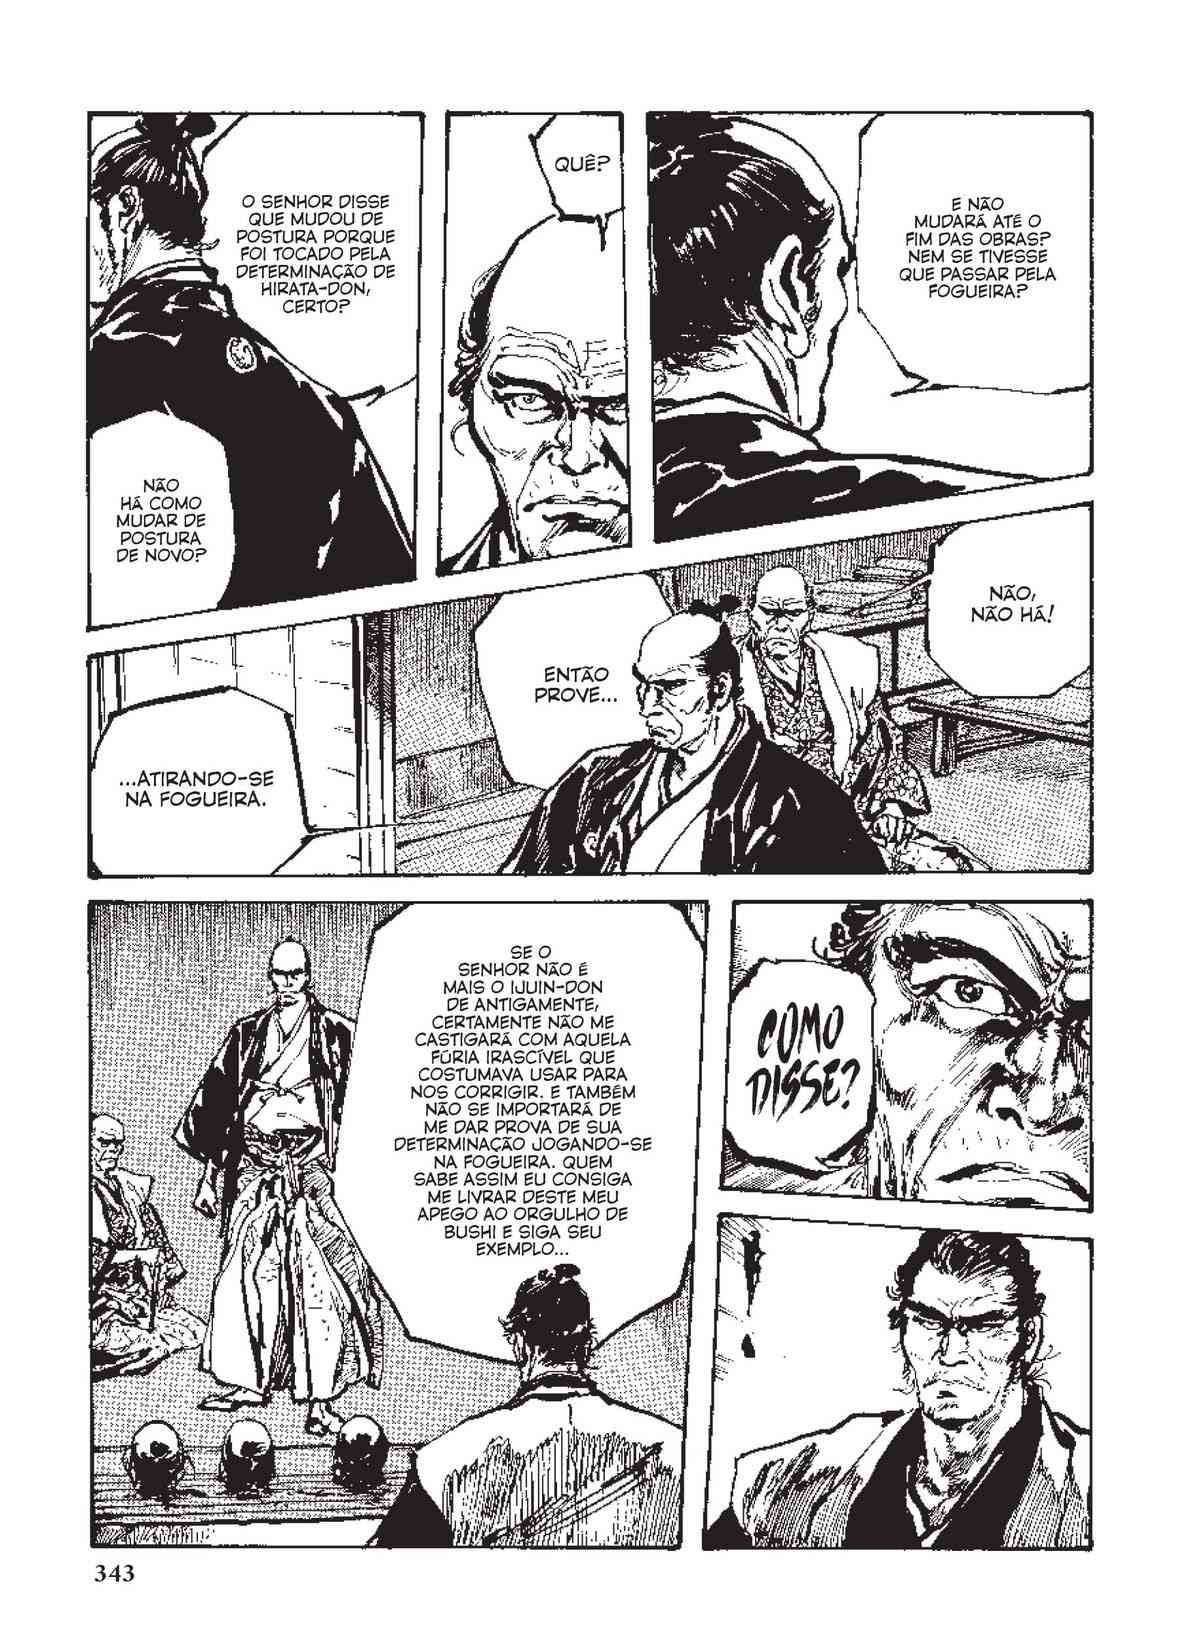 E NÃO
MUDARÁ ATÉ O
FIM DAS OBRAS?
NEM SE TIVESSE
QUE PASSAR PELA
FOGUEIRA?
QUÊ?
O SENHOR DISSE
QUE MUDOU DE
POSTURA PORQUE
FOI TOCADO PELA
DETERMINAÇÃO DE
HIRATA-DON,
CERTO?
NÃO
HÁ COMO
MUDAR DE
POSTURA
DE NOVO?
NÃO,
NÃO HÁ!
ENTÃO
PROVE...
...ATIRANDO-SE
NA FOGUEIRA.
COMO
DISSE?
SE O
SENHOR NÃO É
MAIS O IJUIN-DON
DE ANTIGAMENTE,
CERTAMENTE NÃO ME
CASTIGARÁ COM AQUELA
FÚRIA IRASCÍVEL QUE
COSTUMAVA USAR PARA
NOS CORRIGIR. E TAMBÉM
NÃO SE IMPORTARÁ DE
ME DAR PROVA DE SUA
DETERMINAÇÃO JOGANDO-SE
NA FOGUEIRA. QUEM
SABE ASSIM EU CONSIGA
ME LIVRAR DESTE MEU
APEGO AO ORGULHO DE
BUSHI E SIGA SEU
EXEMPLO...
343